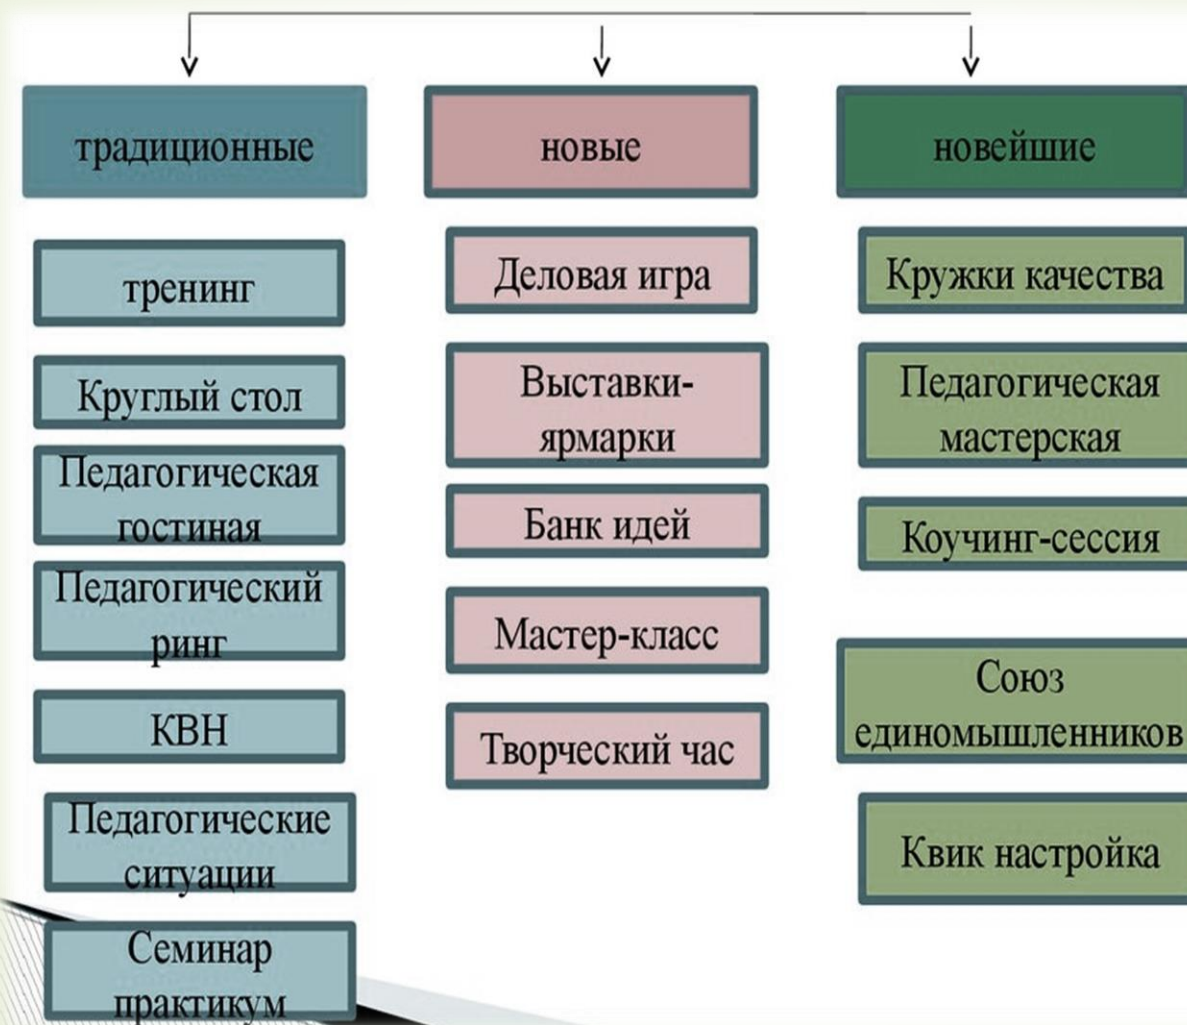 традиционные
тренинг
Круглый стол
Педагогическая
гостиная
Педагогический
ринг
КВН
Педагогические
ситуации
Семинар
практикум
новые
Деловая игра
Выставки-
ярмарки
Банк идей
Мастер-класс
Творческий час
новейшие
Кружки качества
Педагогическая
мастерская
Коучинг-сессия
Союз
единомышленников
Квик настройка